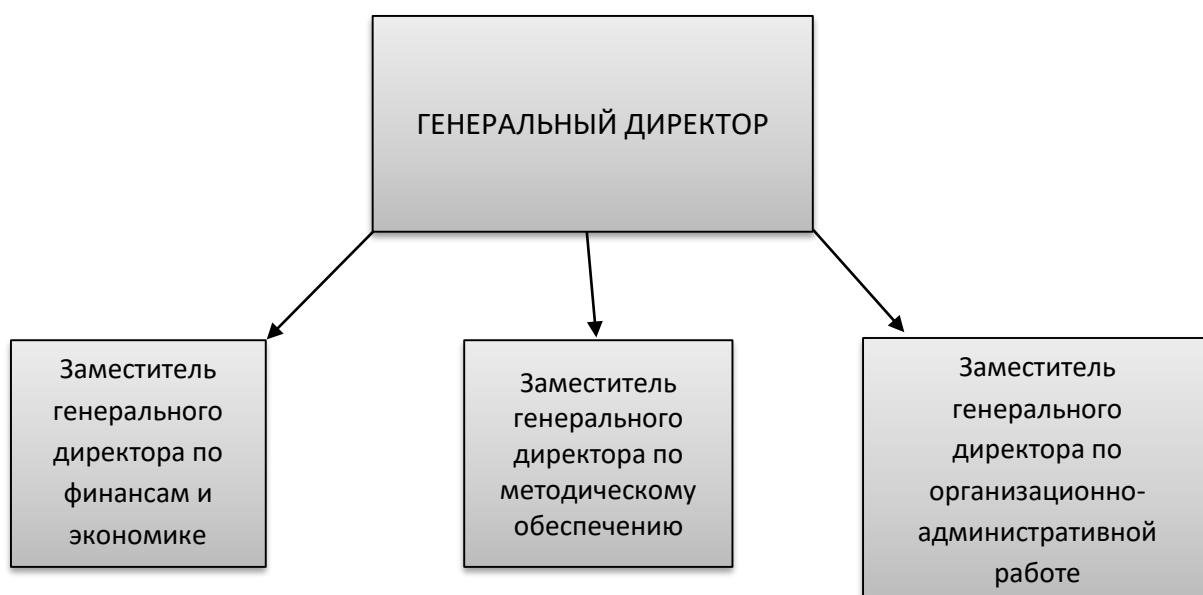 ГЕНЕРАЛЬНЫЙ ДИРЕКТОР
Заместитель
генерального
директора по
финансам и
экономике
Заместитель
генерального
директора по
методическому
обеспечению
Заместитель
генерального
директора по
организационно-
административной
работе